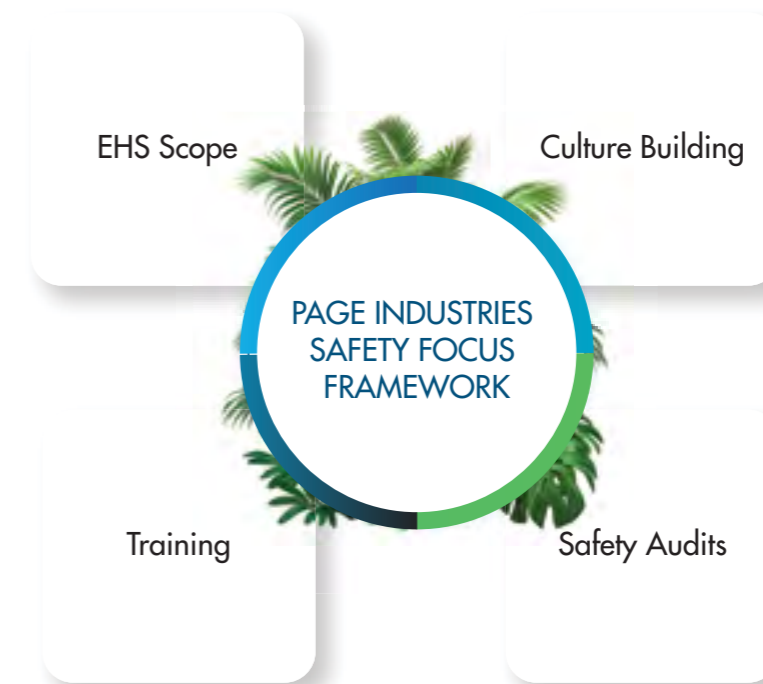 EHS Scope
Culture Building
PAGE INDUSTRIES
SAFETY FOCUS
FRAMEWORK
Training
Safety Audits